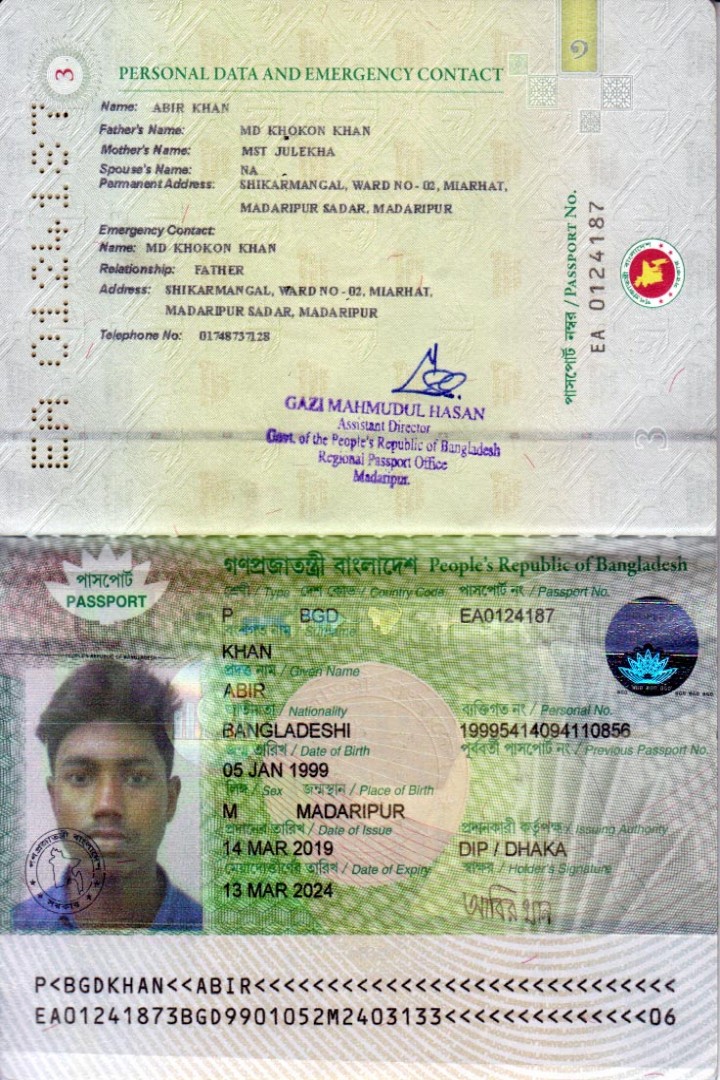 3
PERSONAL DATA AND EMERGENCY CONTACT
Name: ABIR KHAN
Father's Name: MD KHOKON KHAN
Mother's Name: MST JULEKHA
Spouse's Name: NA
Permanent Address: SHIKARMANGAL, WARD NO - 02, MIARHAT,
MADARIPUR SADAR, MADARIPUR
Emergency Contact:
Name: MD KHOKON KHAN
Relationship: FATHER
Address: SHIKARMANGAL, WARD NO - 02, MIARHAT,
MADARIPUR SADAR, MADARIPUR
Telephone No: 01748737128
EA 0124187
পাসপোর্ট নম্বর / PASSPORT No.
EA 0124187
GAZI MAHMUDUL HASAN
Assistant Director
Govt. of the People's Republic of Bangladesh
Regional Passport Office
Madaripur.
3
গণপ্রজাতন্ত্রী বাংলাদেশ People's Republic of Bangladesh
পাসপোর্ট
PASSPORT
শ্রেণী / Type দেশ কোড / Country Code পাসপোর্ট নং / Passport No.
P BGD EA0124187
বংশগত নাম / Surname
KHAN
প্রদত্ত নাম / Given Name
ABIR
জাতীয়তা / Nationality ব্যক্তিগত নং / Personal No.
BANGLADESHI 19995414094110856
জন্ম তারিখ / Date of Birth পূর্ববর্তী পাসপোর্ট নং / Previous Passport No.
05 JAN 1999
লিঙ্গ / Sex জন্মস্থান / Place of Birth
M MADARIPUR
প্রদানের তারিখ / Date of Issue প্রদানকারী কর্তৃপক্ষ / Issuing Authority
14 MAR 2019 DIP / DHAKA
মেয়াদোত্তীর্ণের তারিখ / Date of Expiry স্বাক্ষর / Holder's Signature
13 MAR 2024
আবির খান
P<BGDKHAN<<ABIR<<<<<<<<<<<<<<<<<<<<<<<<<<<<<
EA01241873BGD9901052M2403133<<<<<<<<<<<<<<06